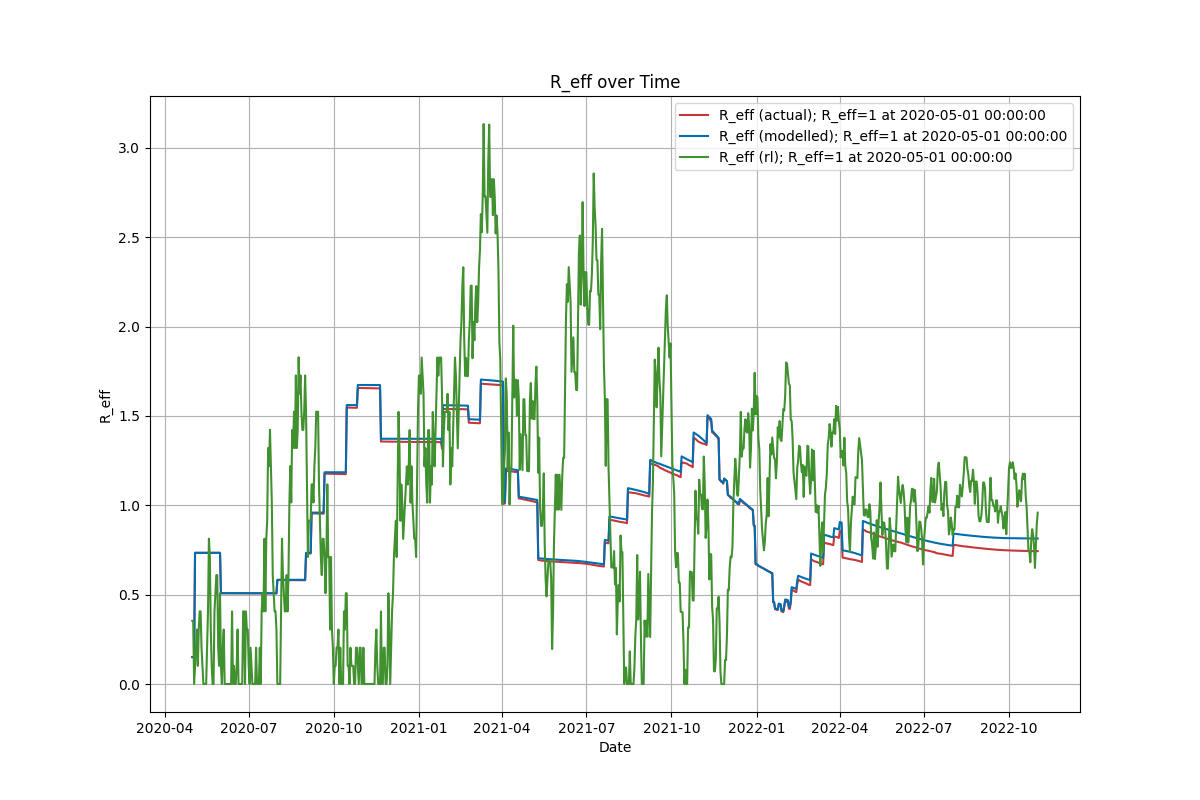 R_eff over Time
R_eff (actual); R_eff=1 at 2020-05-01 00:00:00
R_eff (modelled); R_eff=1 at 2020-05-01 00:00:00
R_eff (rl); R_eff=1 at 2020-05-01 00:00:00
3.0
2.5
2.0
1.5
1.0
0.5
0.0
R_eff
2020-04 2020-07 2020-10 2021-01 2021-04 2021-07 2021-10 2022-01 2022-04 2022-07 2022-10
Date